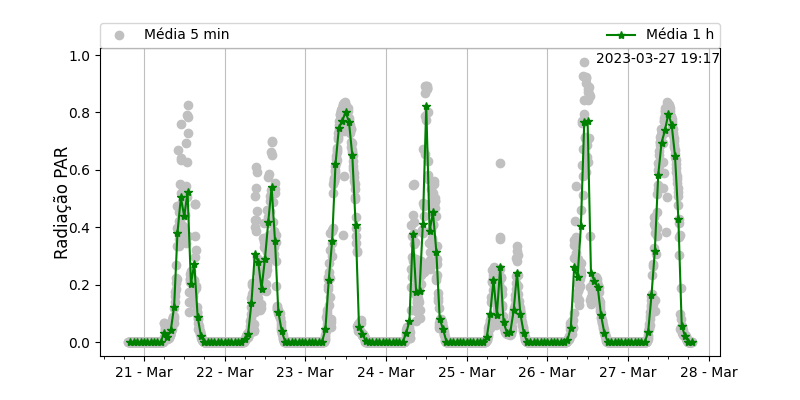 Média 5 min
Média 1 h
2023-03-27 19:17
Radiação PAR
1.0
0.8
0.6
0.4
0.2
0.0
21 - Mar
22 - Mar
23 - Mar
24 - Mar
25 - Mar
26 - Mar
27 - Mar
28 - Mar